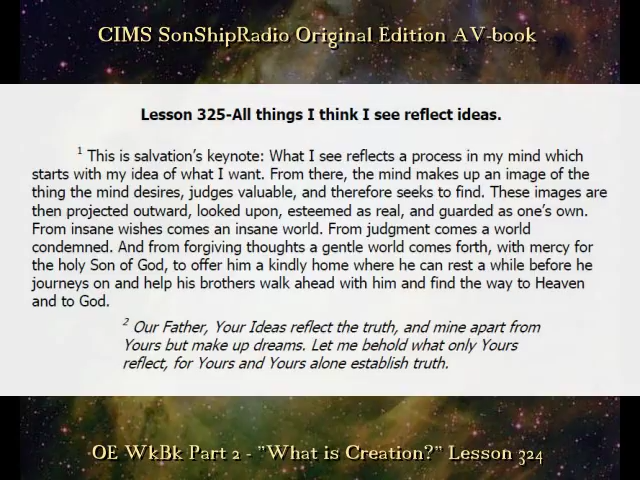 CIMS SonShipRadio Original Edition AV-book
Lesson 325-All things I think I see reflect ideas.
1 This is salvation's keynote: What I see reflects a process in my mind which
starts with my idea of what I want. From there, the mind makes up an image of the
thing the mind desires, judges valuable, and therefore seeks to find. These images are
then projected outward, looked upon, esteemed as real, and guarded as one's own.
From insane wishes comes an insane world. From judgment comes a world
condemned. And from forgiving thoughts a gentle world comes forth, with mercy for
the holy Son of God, to offer him a kindly home where he can rest a while before he
journeys on and help his brothers walk ahead with him and find the way to Heaven
and to God.
2 Our Father, Your Ideas reflect the truth, and mine apart from
Yours but make up dreams. Let me behold what only Yours
reflect, for Yours and Yours alone establish truth.
OE WkBk Part 2 - "What is Creation?" Lesson 324